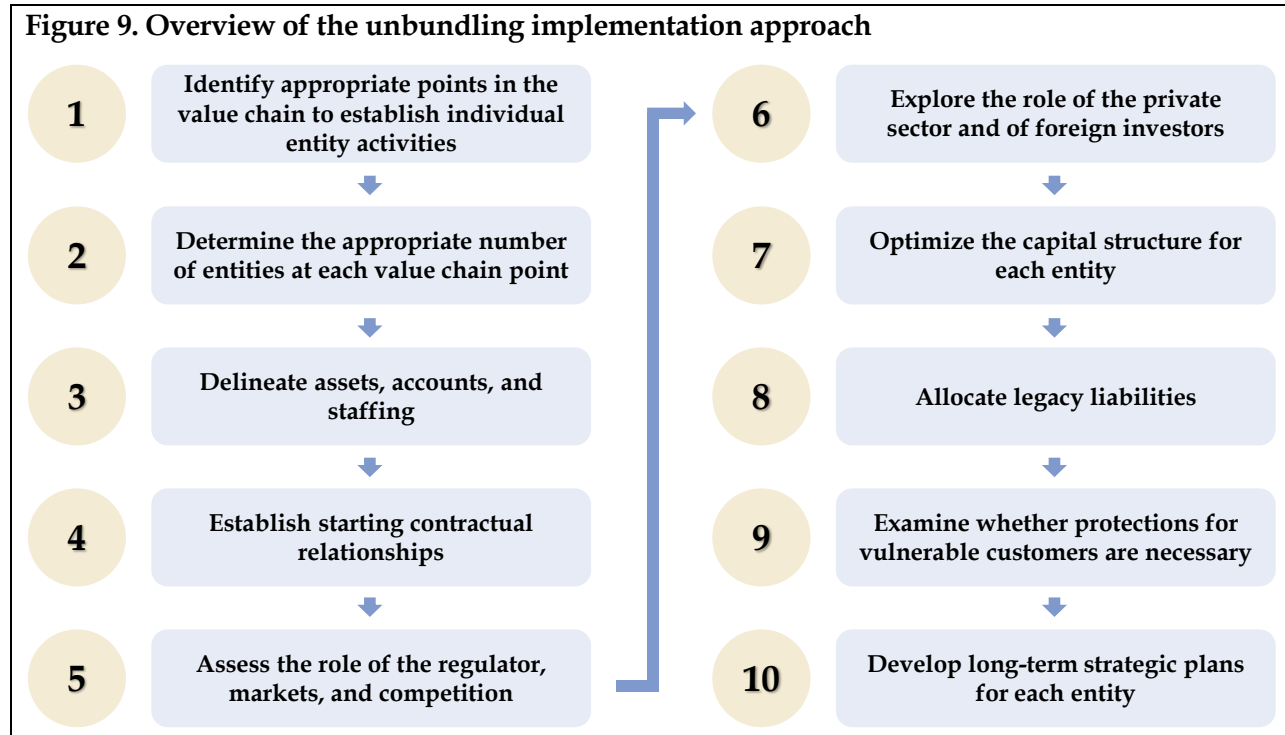 Figure 9. Overview of the unbundling implementation approach
1
Identify appropriate points in the
value chain to establish individual
entity activities
2
Determine the appropriate number
of entities at each value chain point
3
Delineate assets, accounts, and
staffing
4
Establish starting contractual
relationships
5
Assess the role of the regulator,
markets, and competition
6
Explore the role of the private
sector and of foreign investors
7
Optimize the capital structure for
each entity
8
Allocate legacy liabilities
9
Examine whether protections for
vulnerable customers are necessary
10
Develop long-term strategic plans
for each entity